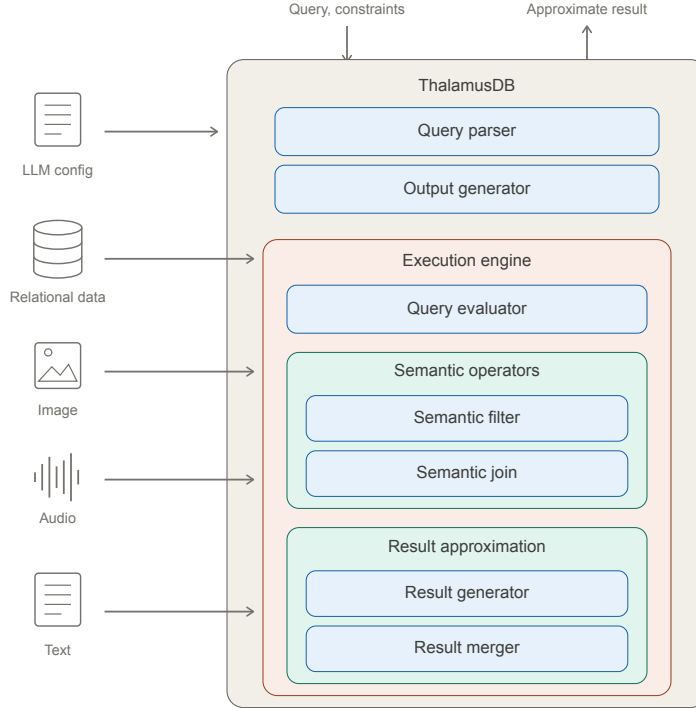 Query, constraints
Approximate result
ThalamusDB
Query parser
LLM config
Output generator
Execution engine
Relational data
Query evaluator
Semantic operators
Image
Semantic filter
Semantic join
Audio
Result approximation
Result generator
Text
Result merger